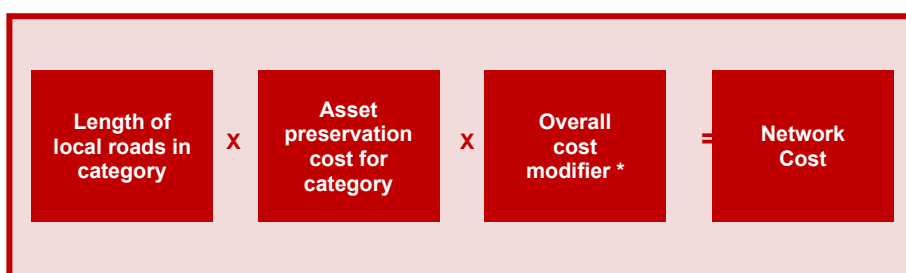 Length of
local roads in
category
x
Asset
preservation
cost for
category
x
Overall
cost
modifier *
=
Network
Cost